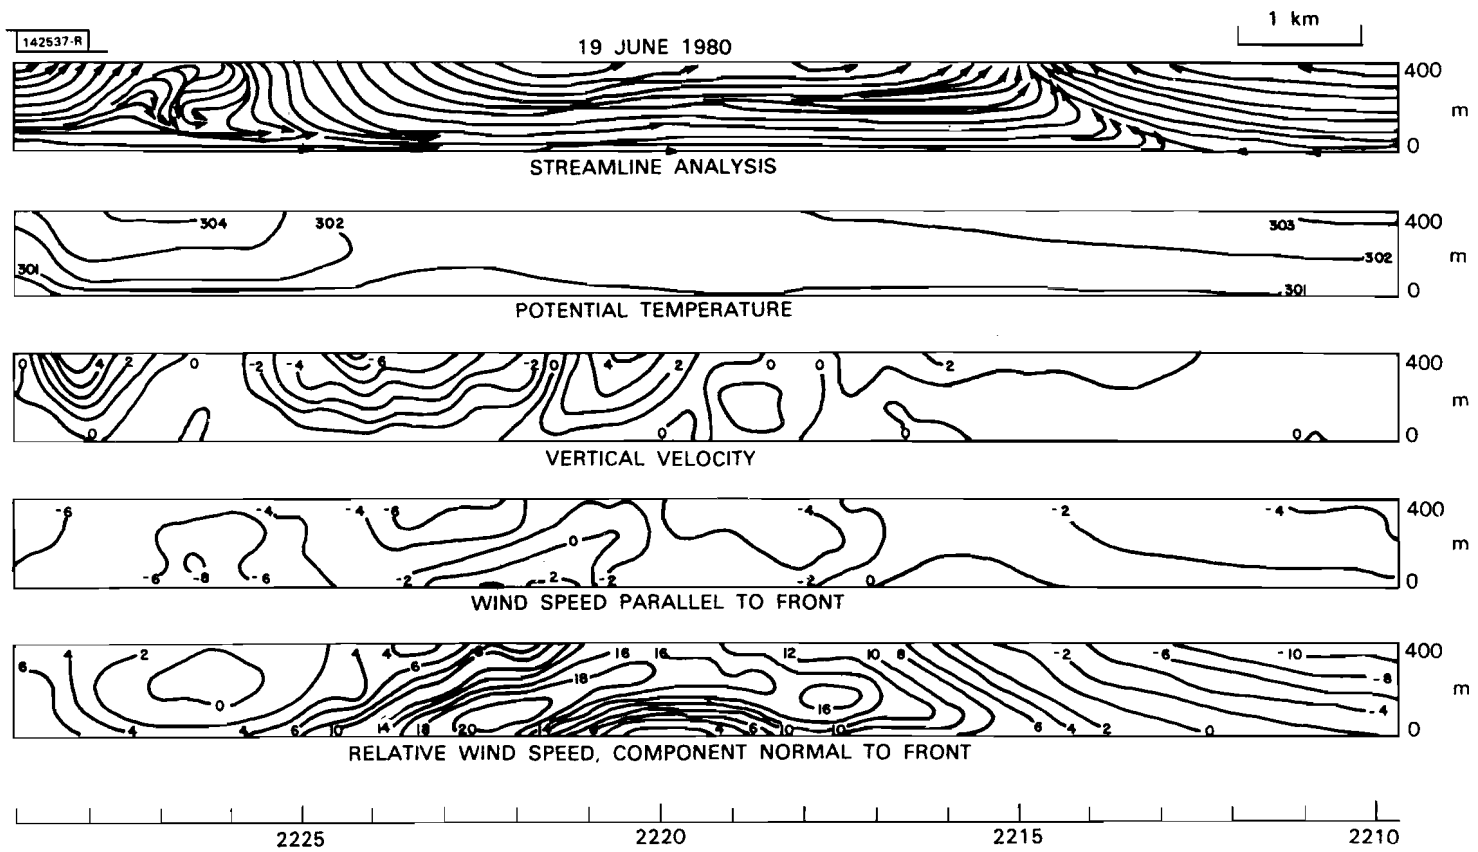 1 km
142537-R
19 JUNE 1980
400
m
0
STREAMLINE ANALYSIS
304
302
303
302
301
301
400
m
0
POTENTIAL TEMPERATURE
0 4 2 0 -2 -4 -6 -2 0 4 2 0 0 2
0 0 0 0
400
m
0
VERTICAL VELOCITY
-6 -4 -4 -6 -4 -2 -4
0
-6 -8 -6 -2 -2 -2 -2 0
400
m
0
WIND SPEED PARALLEL TO FRONT
6 4 2 4 4 6 16 16 12 10 8 -2 -6 -10
18 -8
0 16 -4
4 4 6 10 14 18 20 14 4 6 10 10 6 4 2 0
400
m
0
RELATIVE WIND SPEED, COMPONENT NORMAL TO FRONT
2225 2220 2215 2210